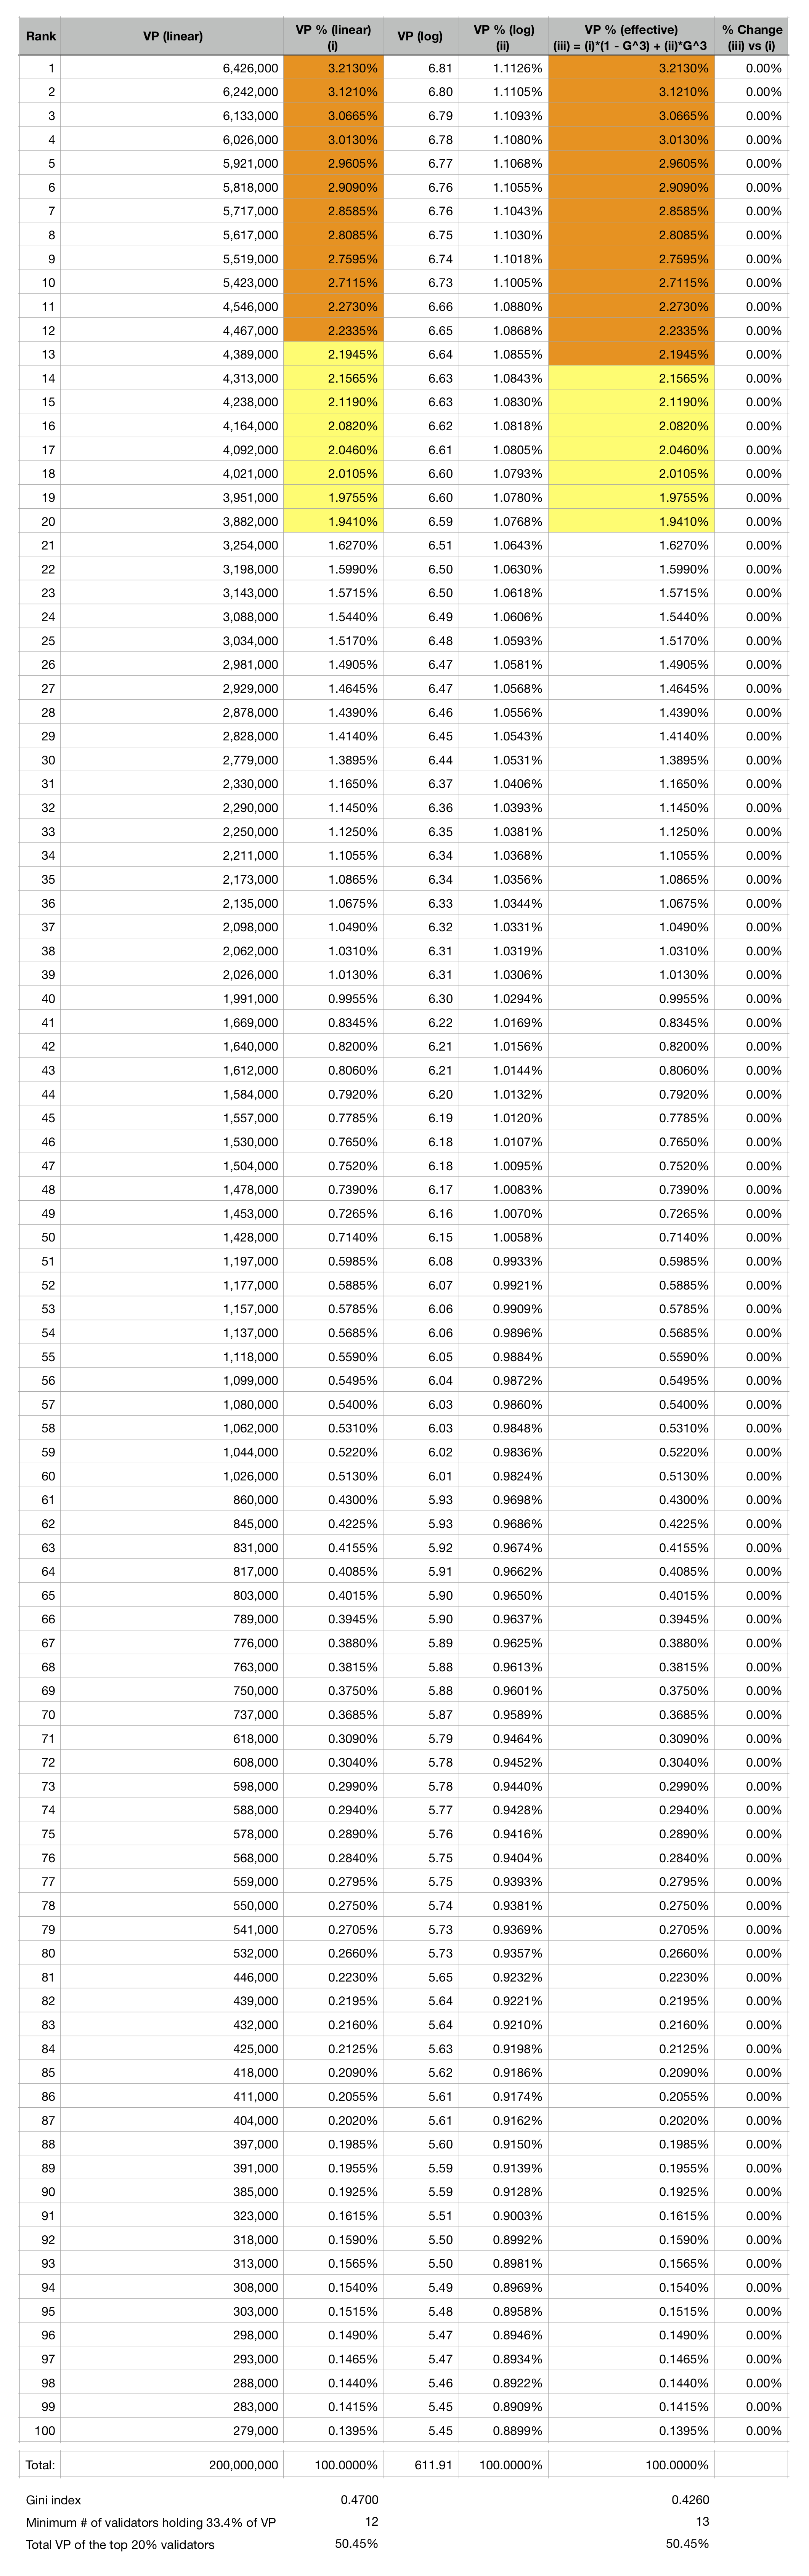 Rank VP (linear) VP % (linear) (i) VP (log) VP % (log) (ii) VP % (effective) (iii) = (i)*(1 - G^3) + (ii)*G^3 % Change (iii) vs (i)
1 6,426,000 3.2130% 6.81 1.1126% 3.2130% 0.00%
2 6,242,000 3.1210% 6.80 1.1105% 3.1210% 0.00%
3 6,133,000 3.0665% 6.79 1.1093% 3.0665% 0.00%
4 6,026,000 3.0130% 6.78 1.1080% 3.0130% 0.00%
5 5,921,000 2.9605% 6.77 1.1068% 2.9605% 0.00%
6 5,818,000 2.9090% 6.76 1.1055% 2.9090% 0.00%
7 5,717,000 2.8585% 6.76 1.1043% 2.8585% 0.00%
8 5,617,000 2.8085% 6.75 1.1030% 2.8085% 0.00%
9 5,519,000 2.7595% 6.74 1.1018% 2.7595% 0.00%
10 5,423,000 2.7115% 6.73 1.1005% 2.7115% 0.00%
11 4,546,000 2.2730% 6.66 1.0880% 2.2730% 0.00%
12 4,467,000 2.2335% 6.65 1.0868% 2.2335% 0.00%
13 4,389,000 2.1945% 6.64 1.0855% 2.1945% 0.00%
14 4,313,000 2.1565% 6.63 1.0843% 2.1565% 0.00%
15 4,238,000 2.1190% 6.63 1.0830% 2.1190% 0.00%
16 4,164,000 2.0820% 6.62 1.0818% 2.0820% 0.00%
17 4,092,000 2.0460% 6.61 1.0805% 2.0460% 0.00%
18 4,021,000 2.0105% 6.60 1.0793% 2.0105% 0.00%
19 3,951,000 1.9755% 6.60 1.0780% 1.9755% 0.00%
20 3,882,000 1.9410% 6.59 1.0768% 1.9410% 0.00%
21 3,254,000 1.6270% 6.51 1.0643% 1.6270% 0.00%
22 3,198,000 1.5990% 6.50 1.0630% 1.5990% 0.00%
23 3,143,000 1.5715% 6.50 1.0618% 1.5715% 0.00%
24 3,088,000 1.5440% 6.49 1.0606% 1.5440% 0.00%
25 3,034,000 1.5170% 6.48 1.0593% 1.5170% 0.00%
26 2,981,000 1.4905% 6.47 1.0581% 1.4905% 0.00%
27 2,929,000 1.4645% 6.47 1.0568% 1.4645% 0.00%
28 2,878,000 1.4390% 6.46 1.0556% 1.4390% 0.00%
29 2,828,000 1.4140% 6.45 1.0543% 1.4140% 0.00%
30 2,779,000 1.3895% 6.44 1.0531% 1.3895% 0.00%
31 2,330,000 1.1650% 6.37 1.0406% 1.1650% 0.00%
32 2,290,000 1.1450% 6.36 1.0393% 1.1450% 0.00%
33 2,250,000 1.1250% 6.35 1.0381% 1.1250% 0.00%
34 2,211,000 1.1055% 6.34 1.0368% 1.1055% 0.00%
35 2,173,000 1.0865% 6.34 1.0356% 1.0865% 0.00%
36 2,135,000 1.0675% 6.33 1.0344% 1.0675% 0.00%
37 2,098,000 1.0490% 6.32 1.0331% 1.0490% 0.00%
38 2,062,000 1.0310% 6.31 1.0319% 1.0310% 0.00%
39 2,026,000 1.0130% 6.31 1.0306% 1.0130% 0.00%
40 1,991,000 0.9955% 6.30 1.0294% 0.9955% 0.00%
41 1,669,000 0.8345% 6.22 1.0169% 0.8345% 0.00%
42 1,640,000 0.8200% 6.21 1.0156% 0.8200% 0.00%
43 1,612,000 0.8060% 6.21 1.0144% 0.8060% 0.00%
44 1,584,000 0.7920% 6.20 1.0132% 0.7920% 0.00%
45 1,557,000 0.7785% 6.19 1.0120% 0.7785% 0.00%
46 1,530,000 0.7650% 6.18 1.0107% 0.7650% 0.00%
47 1,504,000 0.7520% 6.18 1.0095% 0.7520% 0.00%
48 1,478,000 0.7390% 6.17 1.0083% 0.7390% 0.00%
49 1,453,000 0.7265% 6.16 1.0070% 0.7265% 0.00%
50 1,428,000 0.7140% 6.15 1.0058% 0.7140% 0.00%
51 1,197,000 0.5985% 6.08 0.9933% 0.5985% 0.00%
52 1,177,000 0.5885% 6.07 0.9921% 0.5885% 0.00%
53 1,157,000 0.5785% 6.06 0.9909% 0.5785% 0.00%
54 1,137,000 0.5685% 6.06 0.9896% 0.5685% 0.00%
55 1,118,000 0.5590% 6.05 0.9884% 0.5590% 0.00%
56 1,099,000 0.5495% 6.04 0.9872% 0.5495% 0.00%
57 1,080,000 0.5400% 6.03 0.9860% 0.5400% 0.00%
58 1,062,000 0.5310% 6.03 0.9848% 0.5310% 0.00%
59 1,044,000 0.5220% 6.02 0.9836% 0.5220% 0.00%
60 1,026,000 0.5130% 6.01 0.9824% 0.5130% 0.00%
61 860,000 0.4300% 5.93 0.9698% 0.4300% 0.00%
62 845,000 0.4225% 5.93 0.9686% 0.4225% 0.00%
63 831,000 0.4155% 5.92 0.9674% 0.4155% 0.00%
64 817,000 0.4085% 5.91 0.9662% 0.4085% 0.00%
65 803,000 0.4015% 5.90 0.9650% 0.4015% 0.00%
66 789,000 0.3945% 5.90 0.9637% 0.3945% 0.00%
67 776,000 0.3880% 5.89 0.9625% 0.3880% 0.00%
68 763,000 0.3815% 5.88 0.9613% 0.3815% 0.00%
69 750,000 0.3750% 5.88 0.9601% 0.3750% 0.00%
70 737,000 0.3685% 5.87 0.9589% 0.3685% 0.00%
71 618,000 0.3090% 5.79 0.9464% 0.3090% 0.00%
72 608,000 0.3040% 5.78 0.9452% 0.3040% 0.00%
73 598,000 0.2990% 5.78 0.9440% 0.2990% 0.00%
74 588,000 0.2940% 5.77 0.9428% 0.2940% 0.00%
75 578,000 0.2890% 5.76 0.9416% 0.2890% 0.00%
76 568,000 0.2840% 5.75 0.9404% 0.2840% 0.00%
77 559,000 0.2795% 5.75 0.9393% 0.2795% 0.00%
78 550,000 0.2750% 5.74 0.9381% 0.2750% 0.00%
79 541,000 0.2705% 5.73 0.9369% 0.2705% 0.00%
80 532,000 0.2660% 5.73 0.9357% 0.2660% 0.00%
81 446,000 0.2230% 5.65 0.9232% 0.2230% 0.00%
82 439,000 0.2195% 5.64 0.9221% 0.2195% 0.00%
83 432,000 0.2160% 5.64 0.9210% 0.2160% 0.00%
84 425,000 0.2125% 5.63 0.9198% 0.2125% 0.00%
85 418,000 0.2090% 5.62 0.9186% 0.2090% 0.00%
86 411,000 0.2055% 5.61 0.9174% 0.2055% 0.00%
87 404,000 0.2020% 5.61 0.9162% 0.2020% 0.00%
88 397,000 0.1985% 5.60 0.9150% 0.1985% 0.00%
89 391,000 0.1955% 5.59 0.9139% 0.1955% 0.00%
90 385,000 0.1925% 5.59 0.9128% 0.1925% 0.00%
91 323,000 0.1615% 5.51 0.9003% 0.1615% 0.00%
92 318,000 0.1590% 5.50 0.8992% 0.1590% 0.00%
93 313,000 0.1565% 5.50 0.8981% 0.1565% 0.00%
94 308,000 0.1540% 5.49 0.8969% 0.1540% 0.00%
95 303,000 0.1515% 5.48 0.8958% 0.1515% 0.00%
96 298,000 0.1490% 5.47 0.8946% 0.1490% 0.00%
97 293,000 0.1465% 5.47 0.8934% 0.1465% 0.00%
98 288,000 0.1440% 5.46 0.8922% 0.1440% 0.00%
99 283,000 0.1415% 5.45 0.8909% 0.1415% 0.00%
100 279,000 0.1395% 5.45 0.8899% 0.1395% 0.00%
Total: 200,000,000 100.0000% 611.91 100.0000% 100.0000%
Gini index 0.4700 0.4260
Minimum # of validators holding 33.4% of VP 12 13
Total VP of the top 20% validators 50.45% 50.45%